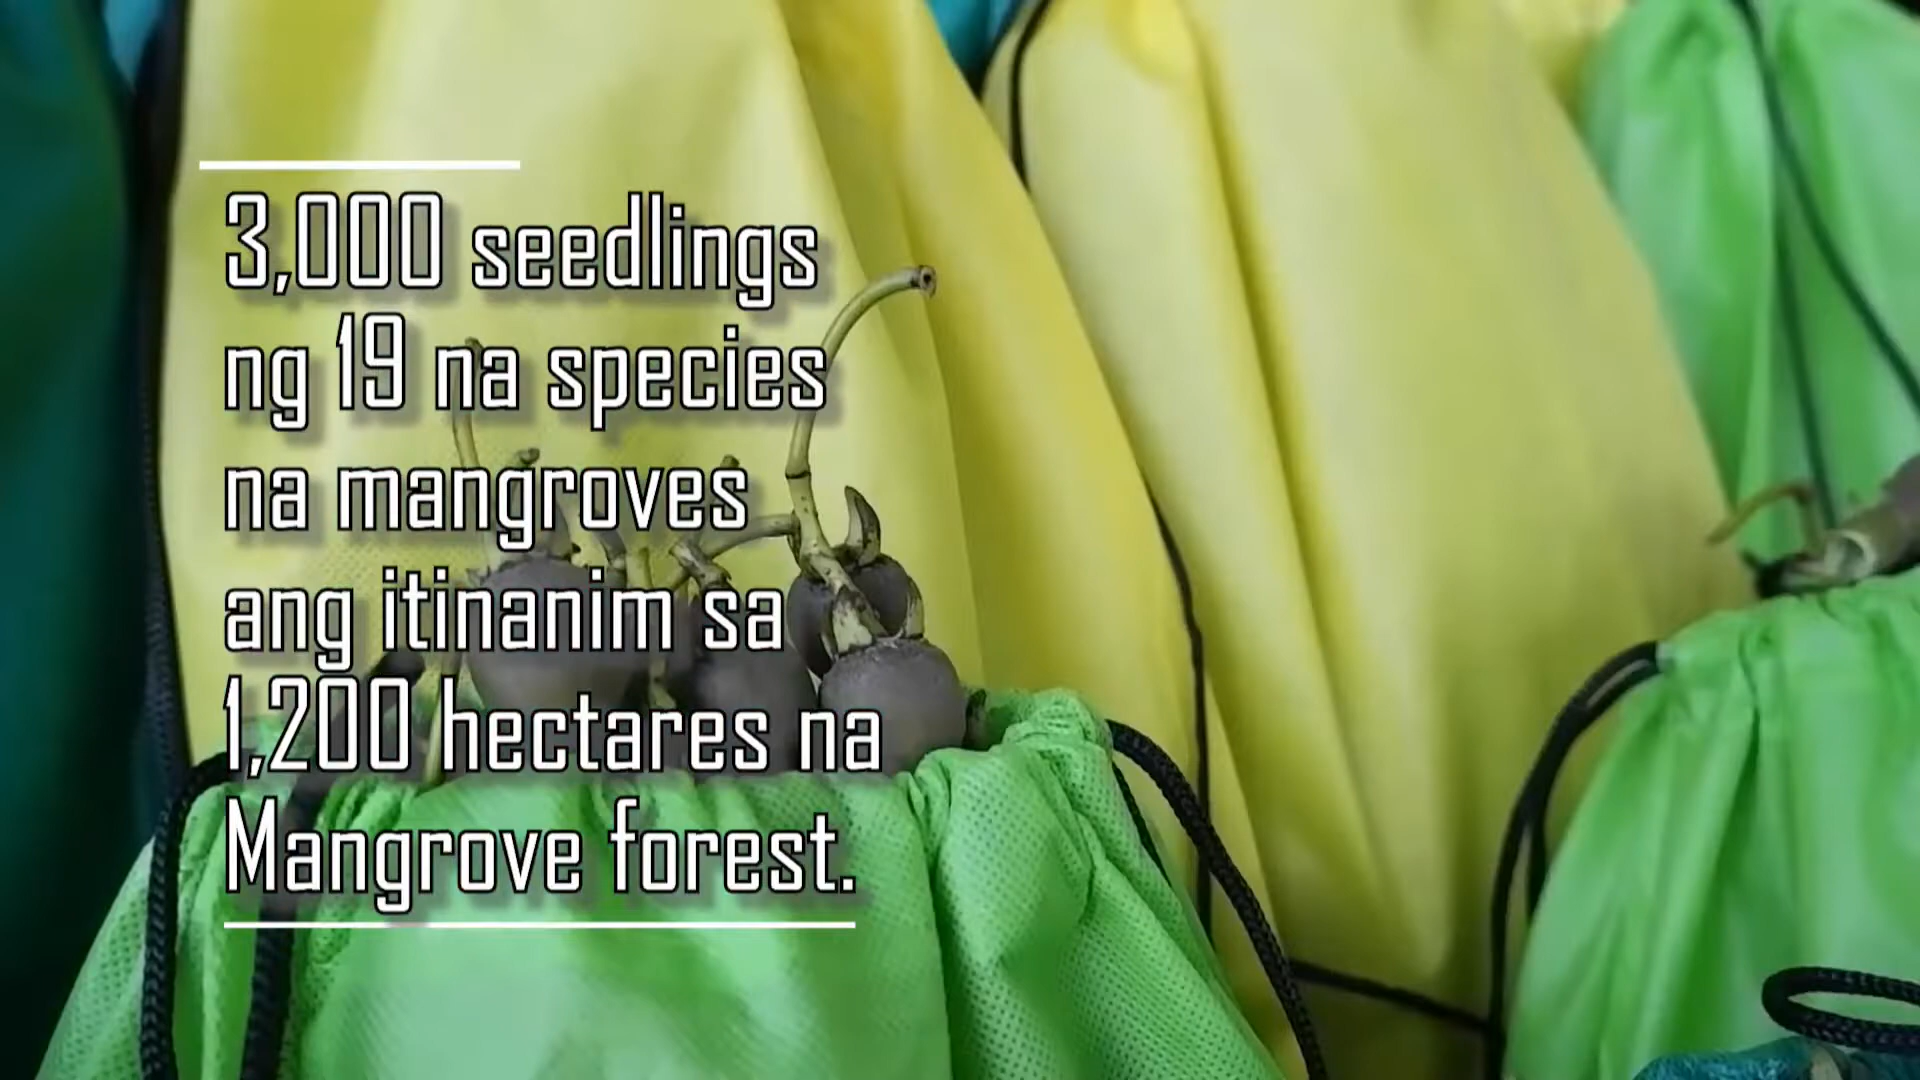 3,000 seedlings
ng 19 na species
na mangroves
ang itinanim sa
1,200 hectares na
Mangrove forest.